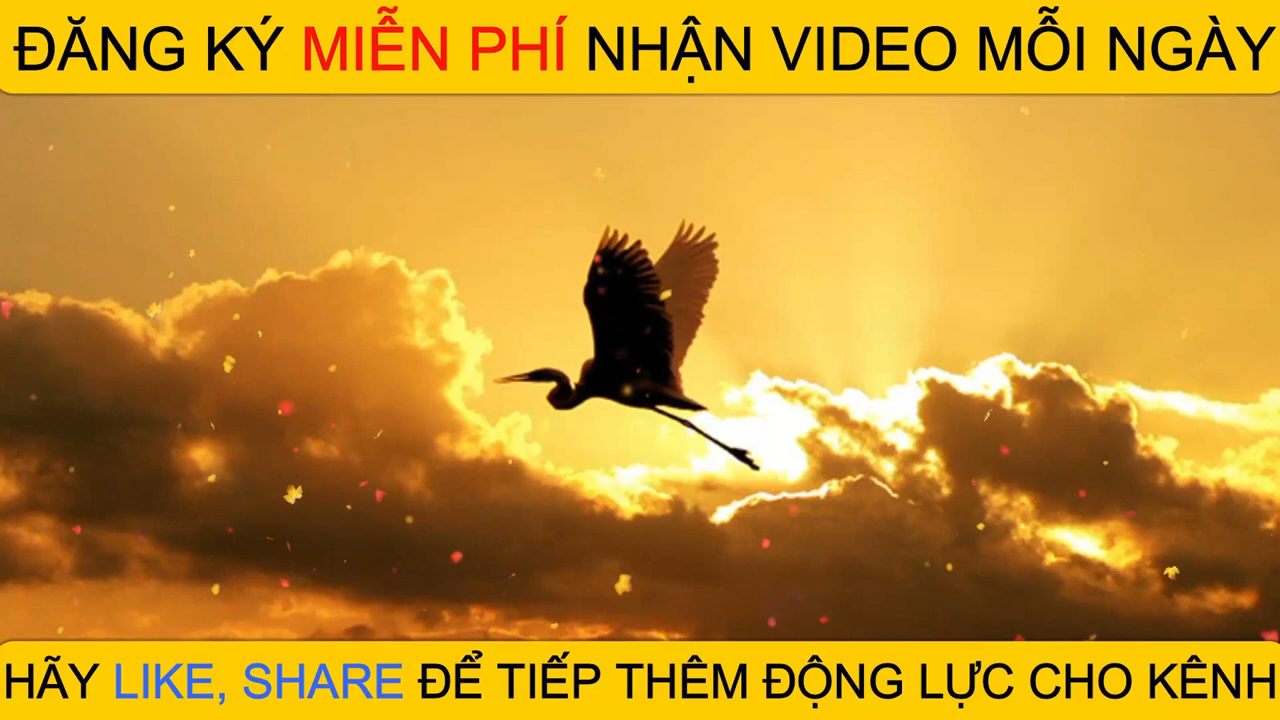 ĐĂNG KÝ MIỄN PHÍ NHẬN VIDEO MỖI NGÀY
HÃY LIKE, SHARE ĐỂ TIẾP THÊM ĐỘNG LỰC CHO KÊNH